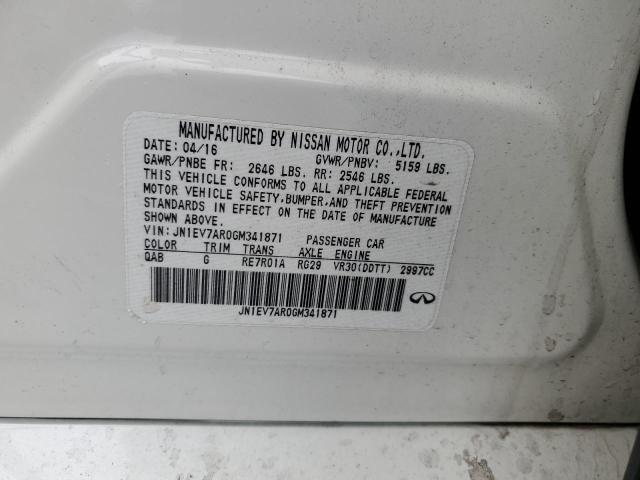 MANUFACTURED BY NISSAN MOTOR CO.,LTD.
DATE: 04/16 GVWR/PNBV: 5159 LBS.
GAWR/PNBE FR: 2646 LBS. RR: 2546 LBS.
THIS VEHICLE CONFORMS TO ALL APPLICABLE FEDERAL
MOTOR VEHICLE SAFETY,BUMPER,AND THEFT PREVENTION
STANDARDS IN EFFECT ON THE DATE OF MANUFACTURE
SHOWN ABOVE.
VIN: JN1EV7AR0GM341871 PASSENGER CAR
COLOR TRIM TRANS AXLE ENGINE
QAB G RE7R01A RG29 VR30(DDTT) 2997CC
JN1EV7AR0GM341871